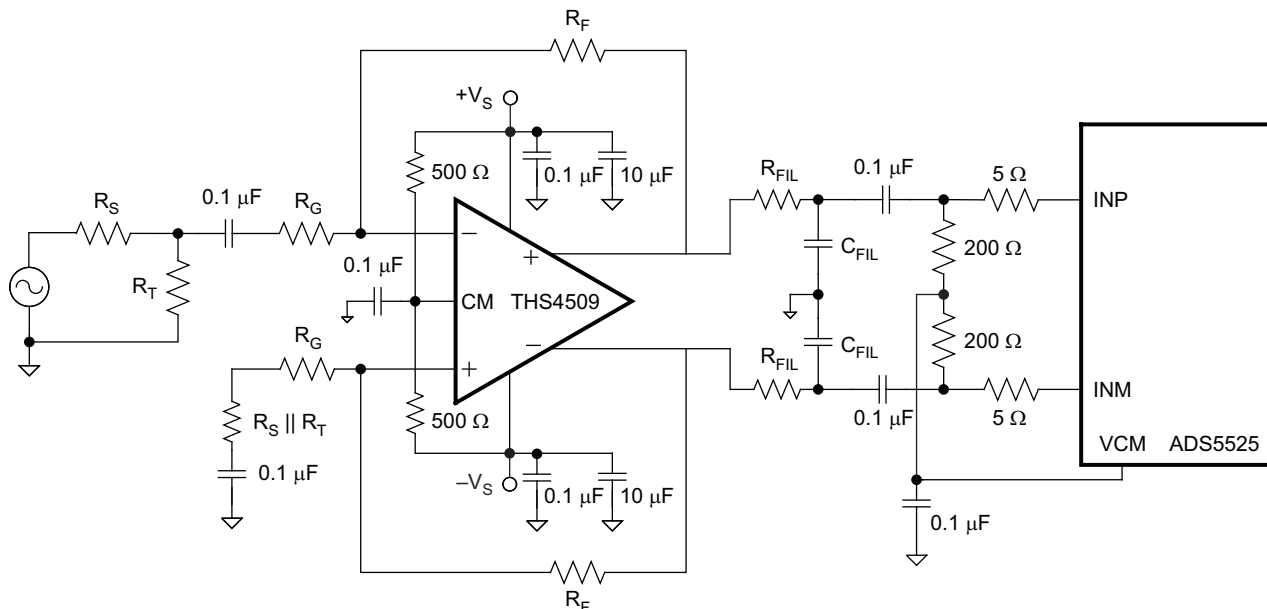 R_F
+V_S
500 Ω
0.1 μF
10 μF
R_S
0.1 μF
R_G
R_T
−
+
0.1 μF
CM
THS4509
R_G
+
−
R_S || R_T
0.1 μF
500 Ω
−V_S
0.1 μF
10 μF
R_F
R_FIL
0.1 μF
5 Ω
INP
C_FIL
200 Ω
C_FIL
200 Ω
R_FIL
0.1 μF
5 Ω
INM
VCM
ADS5525
0.1 μF